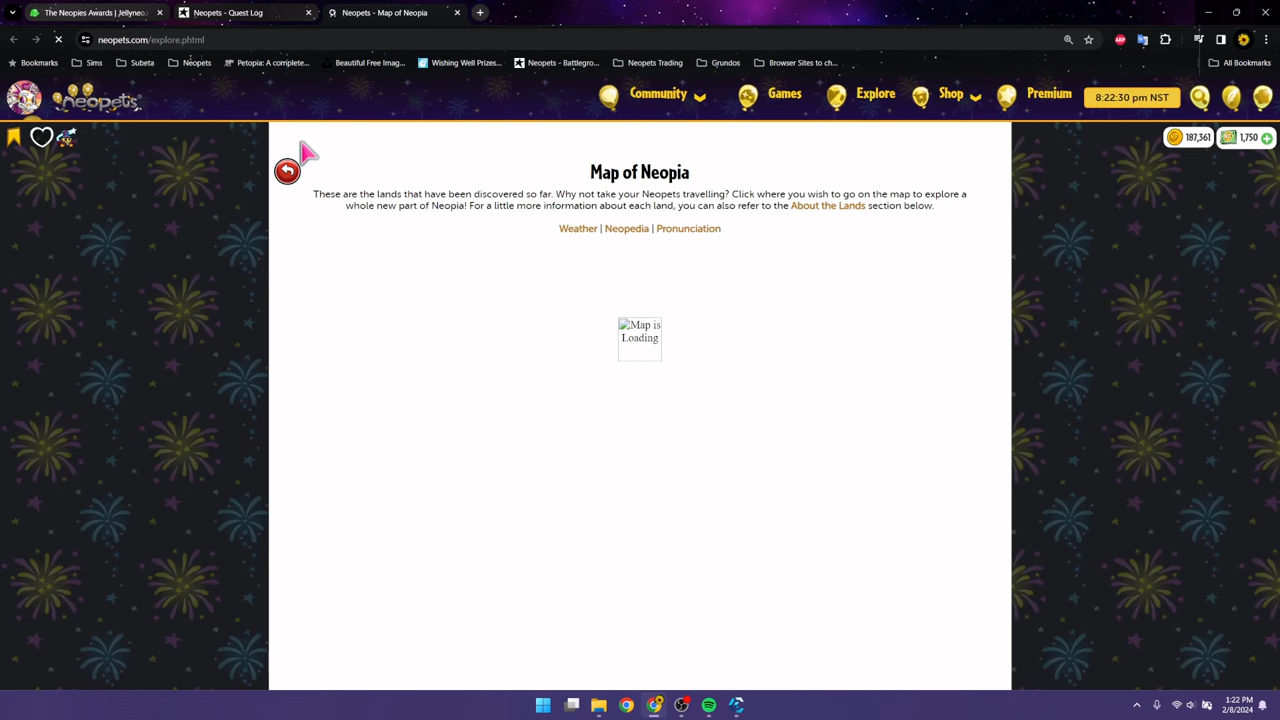 The Neopies Awards | Jellyneo.
Neopets - Quest Log
Neopets - Map of Neopia
neopets.com/explore.phtml
Bookmarks
Sims
Subeta
Neopets
Petopia: A complete...
Beautiful Free Imag...
Wishing Well Prizes...
Neopets - Battlegro...
Neopets Trading
Grundos
Browser Sites to ch...
All Bookmarks
neopets
Community
Games
Explore
Shop
Premium
8:22:30 pm NST
187,361
1,750
Map of Neopia
These are the lands that have been discovered so far. Why not take your Neopets travelling? Click where you wish to go on the map to explore a
whole new part of Neopia! For a little more information about each land, you can also refer to the About the Lands section below.
Weather | Neopedia | Pronunciation
Map is
Loading
1:22 PM
2/8/2024